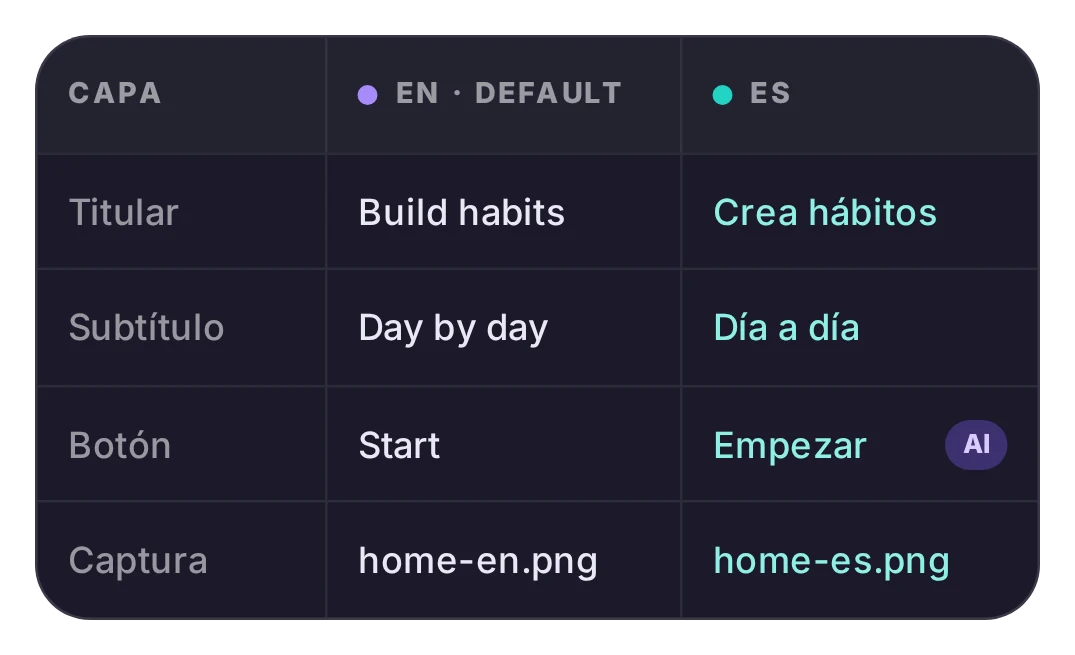 CAPA EN · DEFAULT ES
Titular Build habits Crea hábitos
Subtítulo Day by day Día a día
Botón Start Empezar AI
Captura home-en.png home-es.png